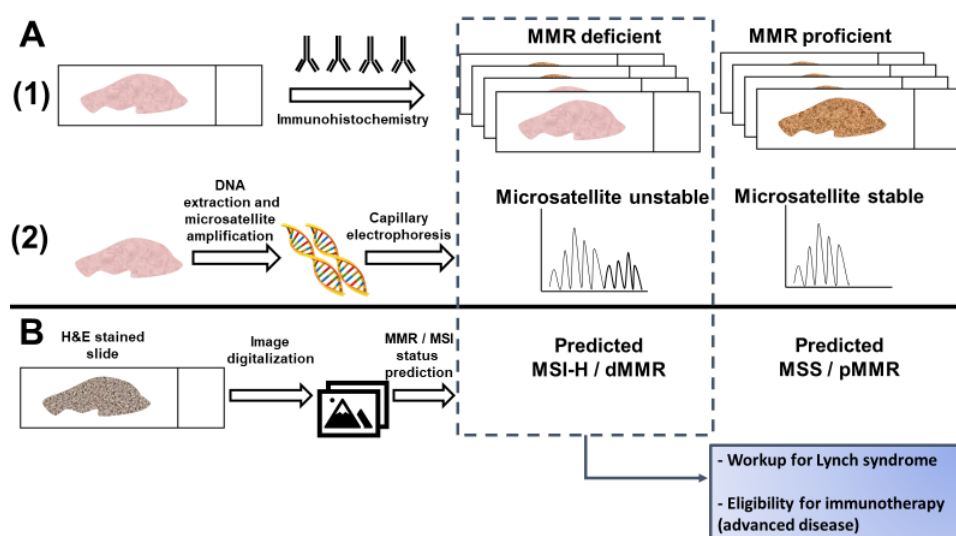 A
(1)
Immunohistochemistry
MMR deficient
MMR proficient
(2)
DNA
extraction and
microsatellite
amplification
Capillary
electrophoresis
Microsatellite unstable
Microsatellite stable
B
H&E stained
slide
Image
digitalization
MMR / MSI
status
prediction
Predicted
MSI-H / dMMR
Predicted
MSS / pMMR
- Workup for Lynch syndrome
- Eligibility for immunotherapy
(advanced disease)